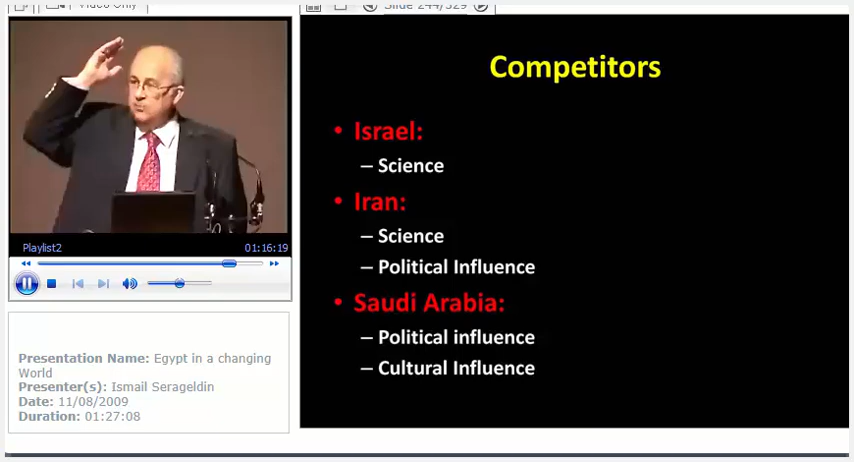 Video Only
Slide 244/329
Competitors
• Israel:
– Science
• Iran:
– Science
– Political Influence
• Saudi Arabia:
– Political influence
– Cultural Influence
Playlist2 01:16:19
Presentation Name: Egypt in a changing
World
Presenter(s): Ismail Serageldin
Date: 11/08/2009
Duration: 01:27:08